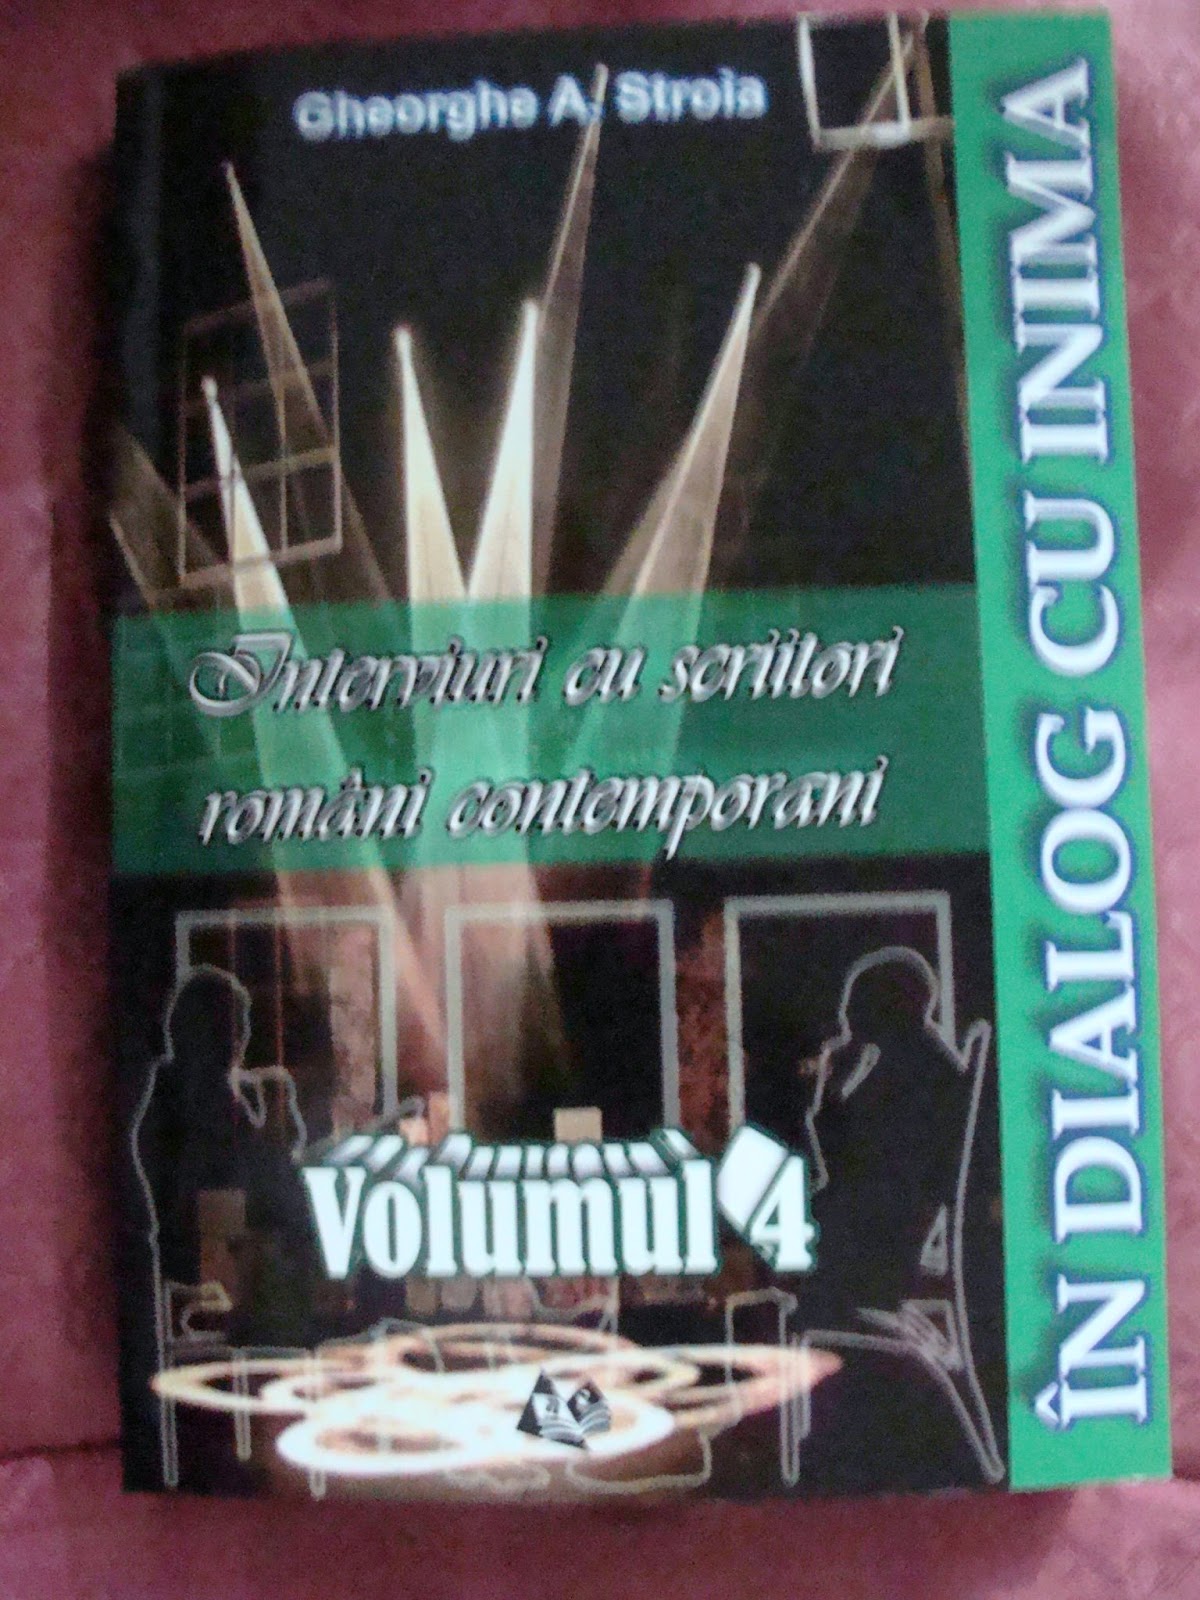 Gheorghe A. Stroia
Interviuri cu scriitori
români contemporani
Volumul 4
ÎN DIALOG CU INIMA